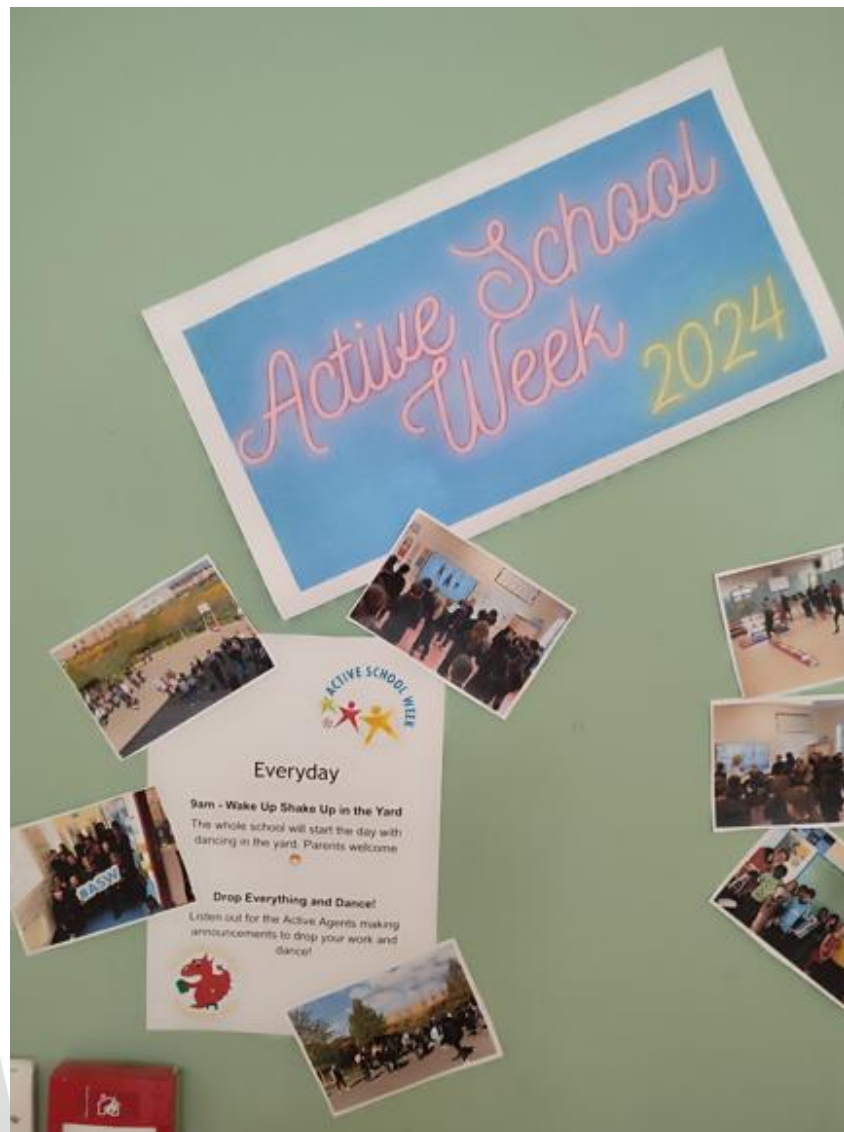 Active School
Week 2024
ACTIVE SCHOOL WEEK
Everyday
9am - Wake Up Shake Up in the Yard
The whole school will start the day with
dancing in the yard. Parents welcome
#ASW
Drop Everything and Dance!
Listen out for the Active Agents making
announcements to drop your work and
dance!